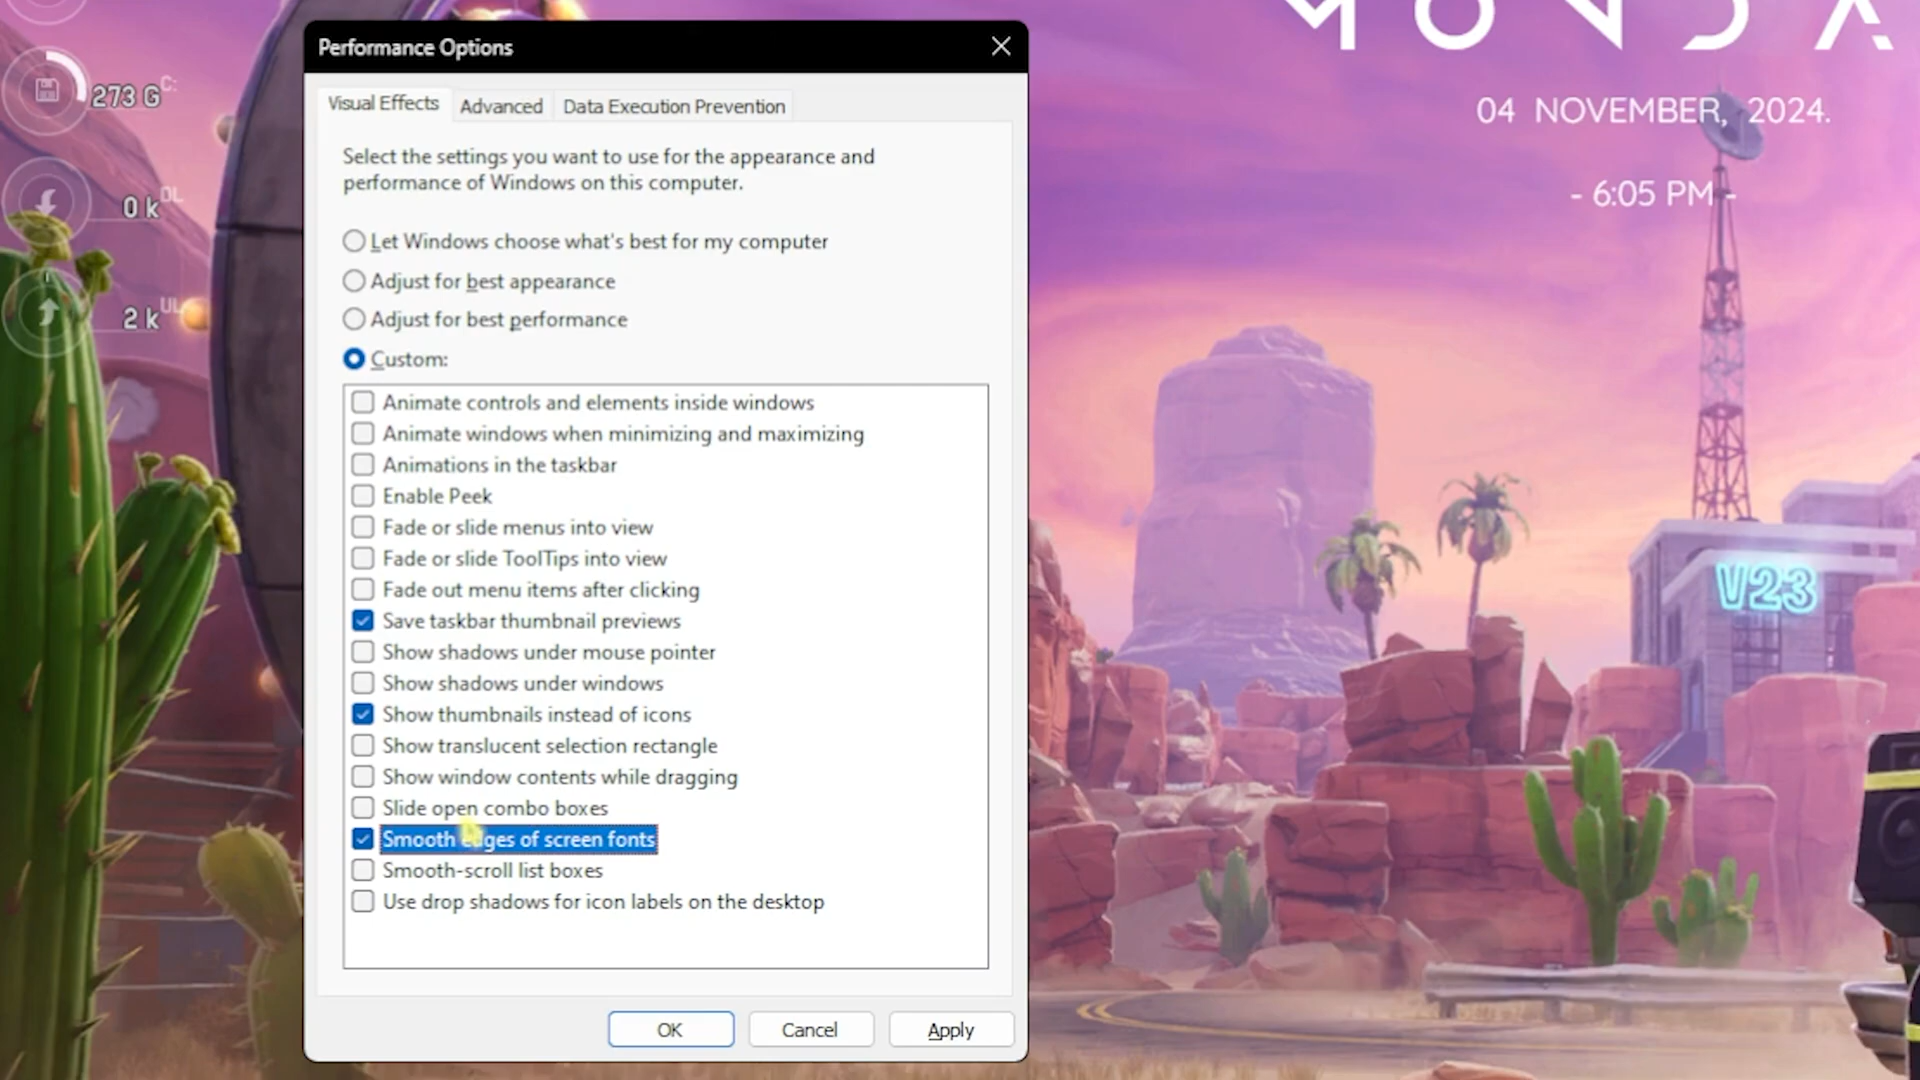 Performance Options
Visual Effects
Advanced
Data Execution Prevention
Select the settings you want to use for the appearance and
performance of Windows on this computer.
Let Windows choose what's best for my computer
Adjust for best appearance
Adjust for best performance
Custom:
Animate controls and elements inside windows
Animate windows when minimizing and maximizing
Animations in the taskbar
Enable Peek
Fade or slide menus into view
Fade or slide ToolTips into view
Fade out menu items after clicking
Save taskbar thumbnail previews
Show shadows under mouse pointer
Show shadows under windows
Show thumbnails instead of icons
Show translucent selection rectangle
Show window contents while dragging
Slide open combo boxes
Smooth edges of screen fonts
Smooth-scroll list boxes
Use drop shadows for icon labels on the desktop
OK
Cancel
Apply
273 G C:
0 k DL
2 k UL
MONDA
04 NOVEMBER, 2024.
- 6:05 PM -
V23